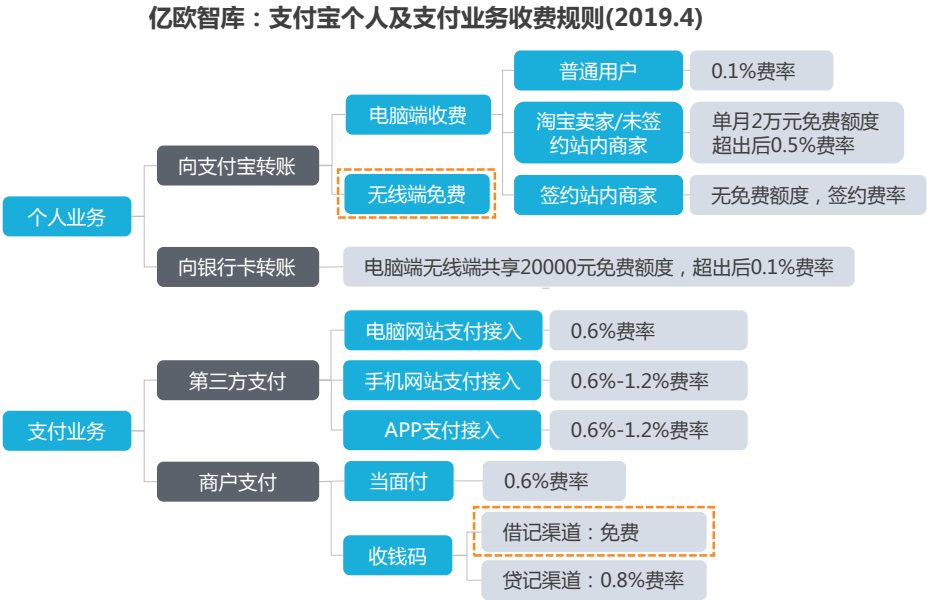 亿欧智库：支付宝个人及支付业务收费规则(2019.4)
个人业务
向支付宝转账
电脑端收费
普通用户
0.1%费率
淘宝卖家/未签
约站内商家
单月2万元免费额度
超出后0.5%费率
签约站内商家
无免费额度，签约费率
无线端免费
向银行卡转账
电脑端无线端共享20000元免费额度，超出后0.1%费率
支付业务
第三方支付
电脑网站支付接入
0.6%费率
手机网站支付接入
0.6%-1.2%费率
APP支付接入
0.6%-1.2%费率
商户支付
当面付
0.6%费率
收钱码
借记渠道：免费
贷记渠道：0.8%费率